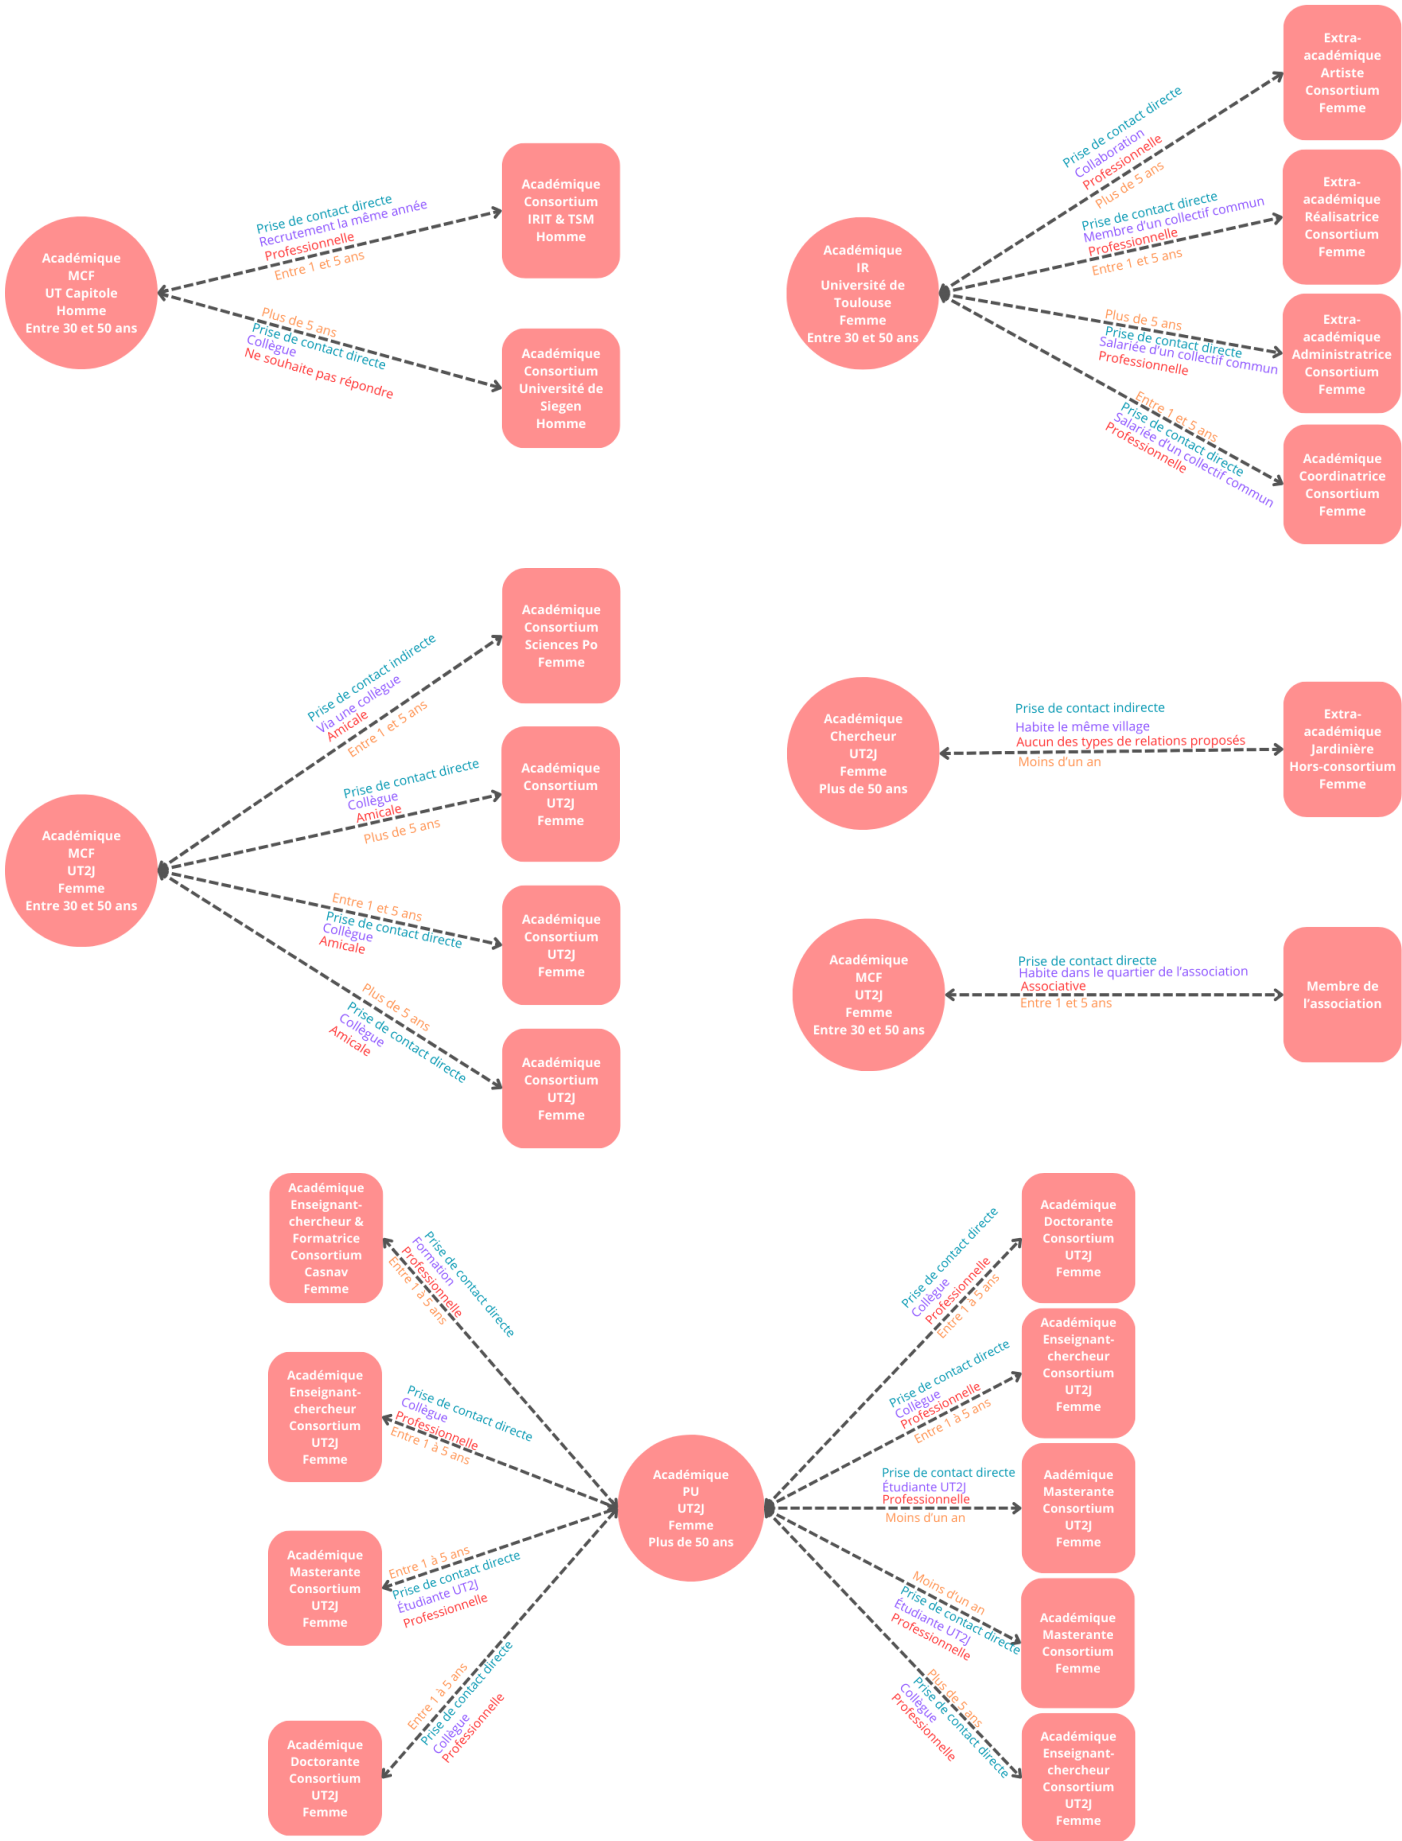 Académique
MCF
UT Capitole
Homme
Entre 30 et 50 ans
Prise de contact directe
Recrutement la même année
Professionnelle
Entre 1 et 5 ans
Académique
Consortium
IRIT & TSM
Homme
Plus de 5 ans
Prise de contact directe
Collègue
Ne souhaite pas répondre
Académique
Consortium
Université de
Siegen
Homme
Académique
IR
Université de
Toulouse
Femme
Entre 30 et 50 ans
Prise de contact directe
Collaboration
Professionnelle
Plus de 5 ans
Extra-
académique
Artiste
Consortium
Femme
Prise de contact directe
Membre d'un collectif commun
Professionnelle
Entre 1 et 5 ans
Extra-
académique
Réalisatrice
Consortium
Femme
Plus de 5 ans
Prise de contact directe
Salariée d'un collectif commun
Professionnelle
Extra-
académique
Administratrice
Consortium
Femme
Entre 1 et 5 ans
Prise de contact directe
Salariée d'un collectif commun
Professionnelle
Académique
Coordinatrice
Consortium
Femme
Académique
MCF
UT2J
Femme
Entre 30 et 50 ans
Prise de contact indirecte
Via une collègue
Amicale
Entre 1 et 5 ans
Académique
Consortium
Sciences Po
Femme
Prise de contact directe
Collègue
Amicale
Plus de 5 ans
Académique
Consortium
UT2J
Femme
Entre 1 et 5 ans
Prise de contact directe
Collègue
Amicale
Académique
Consortium
UT2J
Femme
Plus de 5 ans
Prise de contact directe
Collègue
Amicale
Académique
Consortium
UT2J
Femme
Académique
Chercheur
UT2J
Femme
Plus de 50 ans
Prise de contact indirecte
Habite le même village
Aucun des types de relations proposés
Moins d'un an
Extra-
académique
Jardinière
Hors-consortium
Femme
Académique
MCF
UT2J
Femme
Entre 30 et 50 ans
Prise de contact directe
Habite dans le quartier de l'association
Associative
Entre 1 et 5 ans
Membre de
l'association
Académique
Enseignant-
chercheur &
Formatrice
Consortium
Casnav
Femme
Prise de contact directe
Formation
Professionnelle
Entre 1 à 5 ans
Académique
Enseignant-
chercheur
Consortium
UT2J
Femme
Prise de contact directe
Collègue
Professionnelle
Entre 1 à 5 ans
Académique
Masterante
Consortium
UT2J
Femme
Entre 1 à 5 ans
Prise de contact directe
Étudiante UT2J
Professionnelle
Académique
Doctorante
Consortium
UT2J
Femme
Entre 1 à 5 ans
Prise de contact directe
Collègue
Professionnelle
Académique
PU
UT2J
Femme
Plus de 50 ans
Prise de contact directe
Collègue
Professionnelle
Entre 1 à 5 ans
Académique
Doctorante
Consortium
UT2J
Femme
Prise de contact directe
Collègue
Professionnelle
Entre 1 à 5 ans
Académique
Enseignant-
chercheur
Consortium
UT2J
Femme
Prise de contact directe
Étudiante UT2J
Professionnelle
Moins d'un an
Aadémique
Masterante
Consortium
UT2J
Femme
Moins d'un an
Prise de contact directe
Étudiante UT2J
Professionnelle
Académique
Masterante
Consortium
Femme
Plus de 5 ans
Prise de contact directe
Collègue
Professionnelle
Académique
Enseignant-
chercheur
Consortium
UT2J
Femme